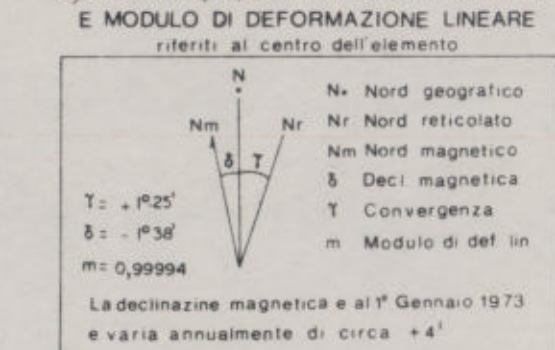 E MODULO DI DEFORMAZIONE LINEARE
riferiti al centro dell'elemento
N
Nm
Nr
δ
γ
N• Nord geografico
Nr Nord reticolato
Nm Nord magnetico
δ Decl. magnetica
γ Convergenza
m Modulo di def lin
γ = + 1°25'
δ = - 1°38'
m= 0,99994
La declinazine magnetica e al 1° Gennaio 1973
e varia annualmente di circa +4'